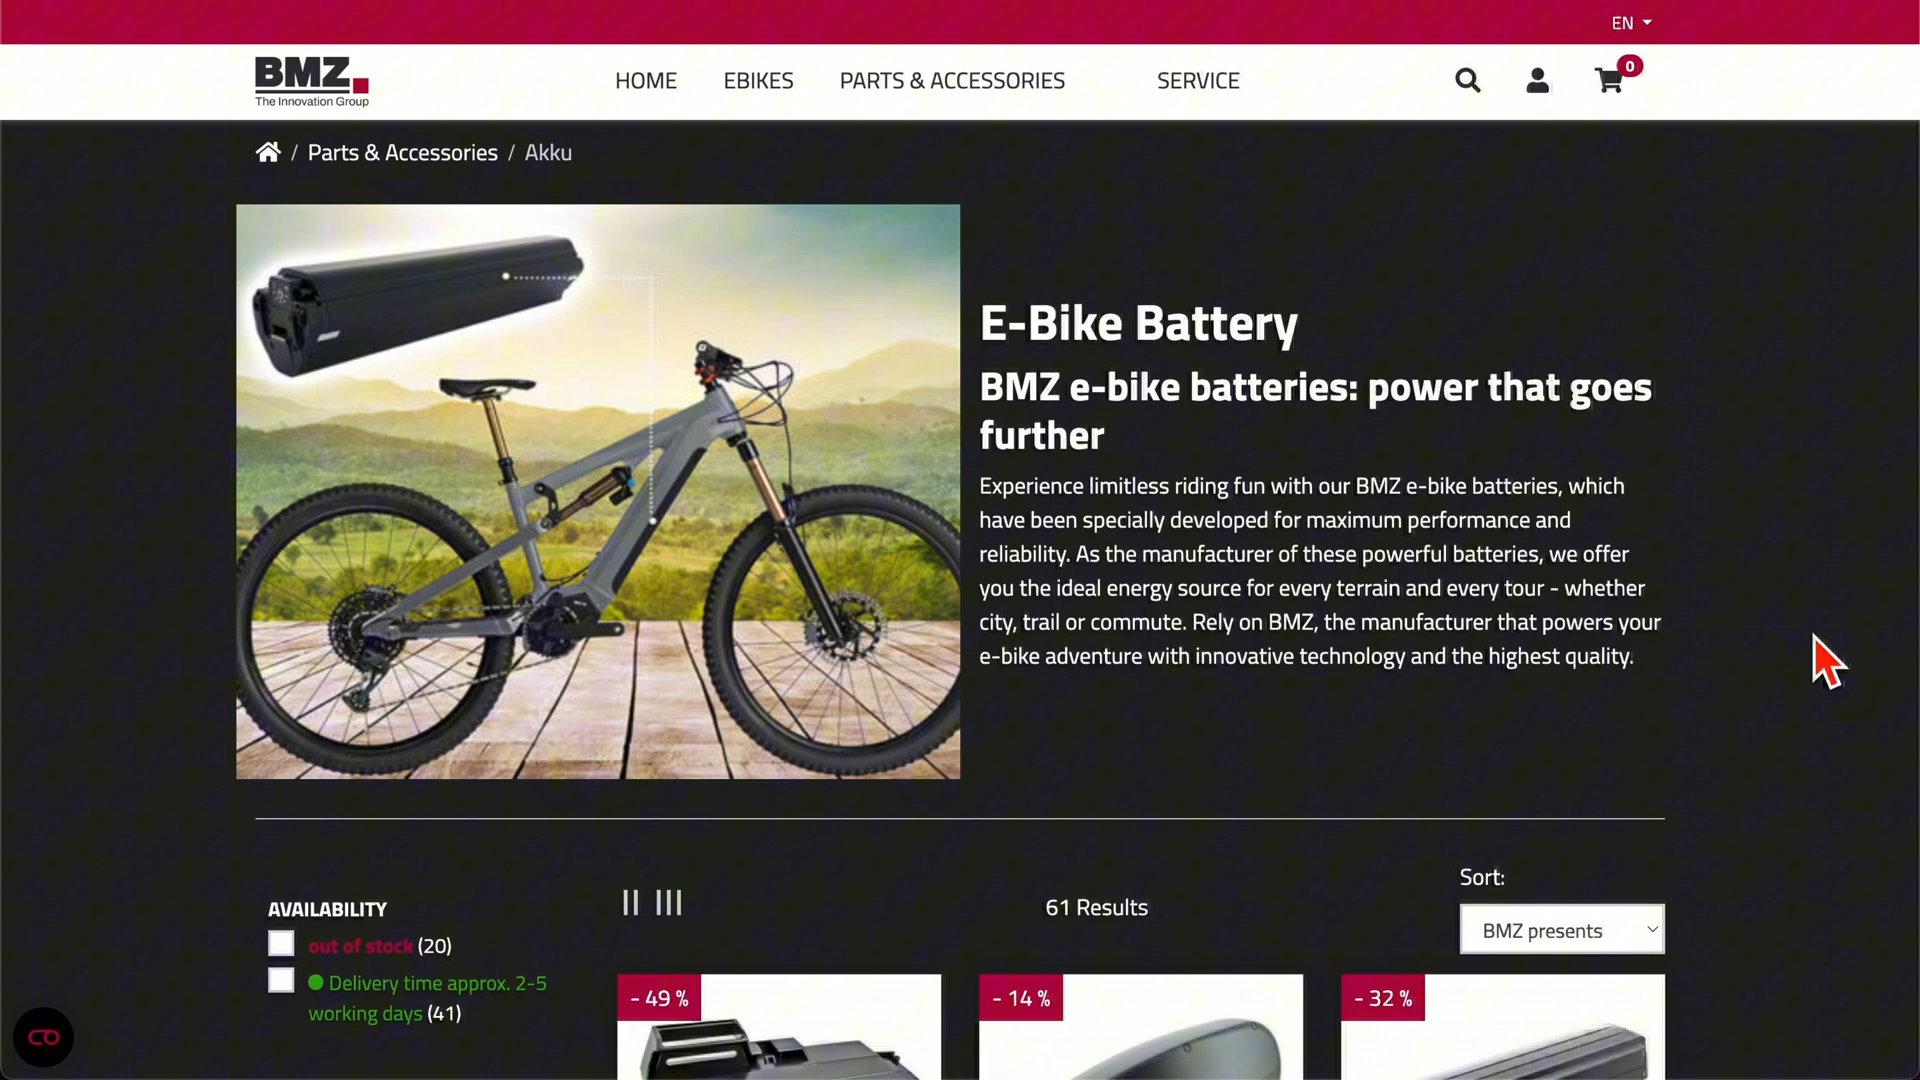 EN
BMZ
The Innovation Group
HOME
EBIKES
PARTS & ACCESSORIES
SERVICE
0
/ Parts & Accessories / Akku
E-Bike Battery
BMZ e-bike batteries: power that goes
further
Experience limitless riding fun with our BMZ e-bike batteries, which
have been specially developed for maximum performance and
reliability. As the manufacturer of these powerful batteries, we offer
you the ideal energy source for every terrain and every tour - whether
city, trail or commute. Rely on BMZ, the manufacturer that powers your
e-bike adventure with innovative technology and the highest quality.
AVAILABILITY
out of stock (20)
Delivery time approx. 2-5
working days (41)
61 Results
Sort:
BMZ presents
- 49 %
- 14 %
- 32 %